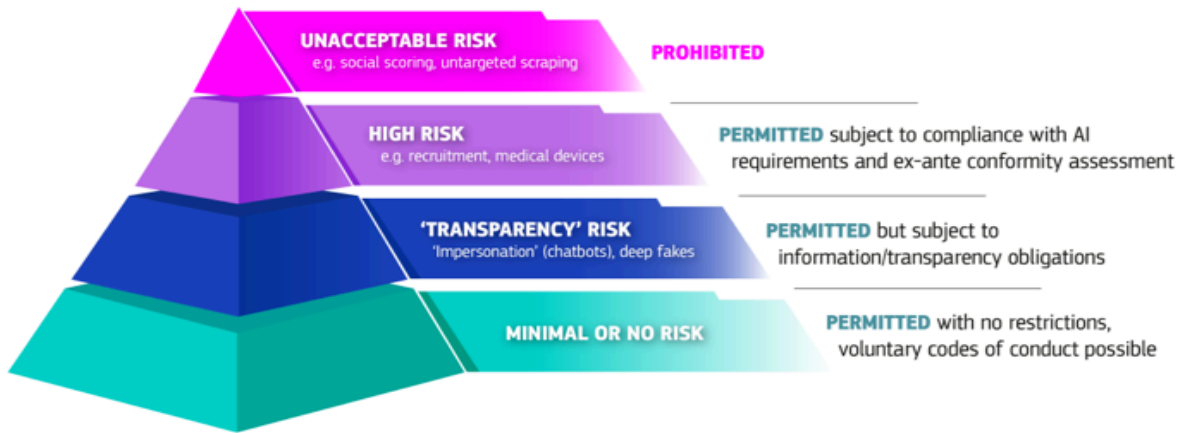 UNACCEPTABLE RISK
e.g. social scoring, untargeted scraping
PROHIBITED
HIGH RISK
e.g. recruitment, medical devices
PERMITTED subject to compliance with AI
requirements and ex-ante conformity assessment
‘TRANSPARENCY’ RISK
‘Impersonation’ (chatbots), deep fakes
PERMITTED but subject to
information/transparency obligations
MINIMAL OR NO RISK
PERMITTED with no restrictions,
voluntary codes of conduct possible